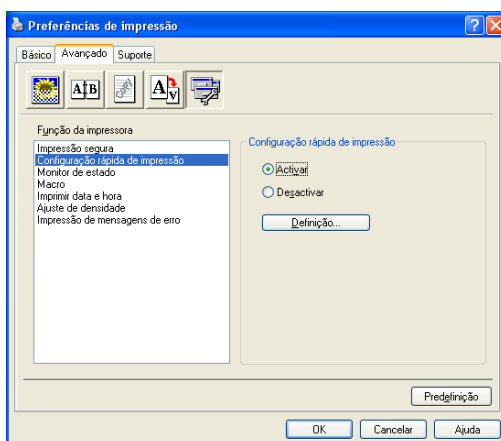 Preferências de impressão
Básico Avançado Suporte
Função da impressora
Impressão segura
Configuração rápida de impressão
Monitor de estado
Macro
Imprimir data e hora
Ajuste de densidade
Impressão de mensagens de erro
Configuração rápida de impressão
Activar
Desactivar
Definição...
Predefinição
OK Cancelar Ajuda